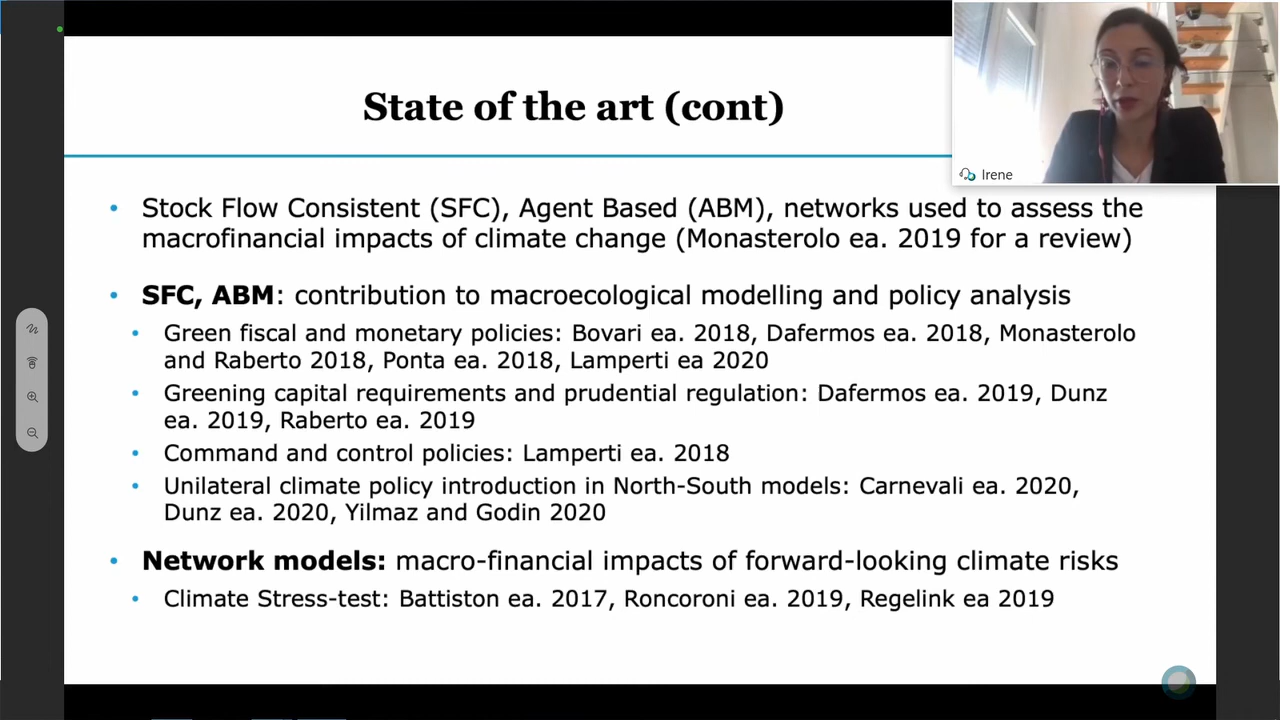 State of the art (cont)
Irene
• Stock Flow Consistent (SFC), Agent Based (ABM), networks used to assess the
macrofinancial impacts of climate change (Monasterolo ea. 2019 for a review)
• SFC, ABM: contribution to macroecological modelling and policy analysis
• Green fiscal and monetary policies: Bovari ea. 2018, Dafermos ea. 2018, Monasterolo
and Raberto 2018, Ponta ea. 2018, Lamperti ea 2020
• Greening capital requirements and prudential regulation: Dafermos ea. 2019, Dunz
ea. 2019, Raberto ea. 2019
• Command and control policies: Lamperti ea. 2018
• Unilateral climate policy introduction in North-South models: Carnevali ea. 2020,
Dunz ea. 2020, Yilmaz and Godin 2020
• Network models: macro-financial impacts of forward-looking climate risks
• Climate Stress-test: Battiston ea. 2017, Roncoroni ea. 2019, Regelink ea 2019